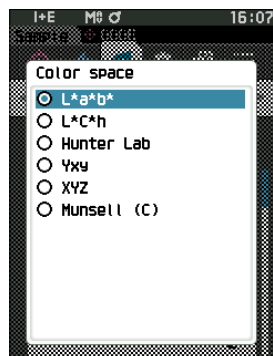 I+E M 16:07
Sample
Color space
L*a*b*
L*C*h
Hunter Lab
Yxy
XYZ
Munsell (C)